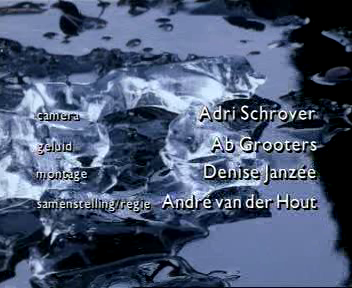 camera Adri Schrover
geluid Ab Grooters
montage Denise Janzée
samenstelling/regie André van der Hout